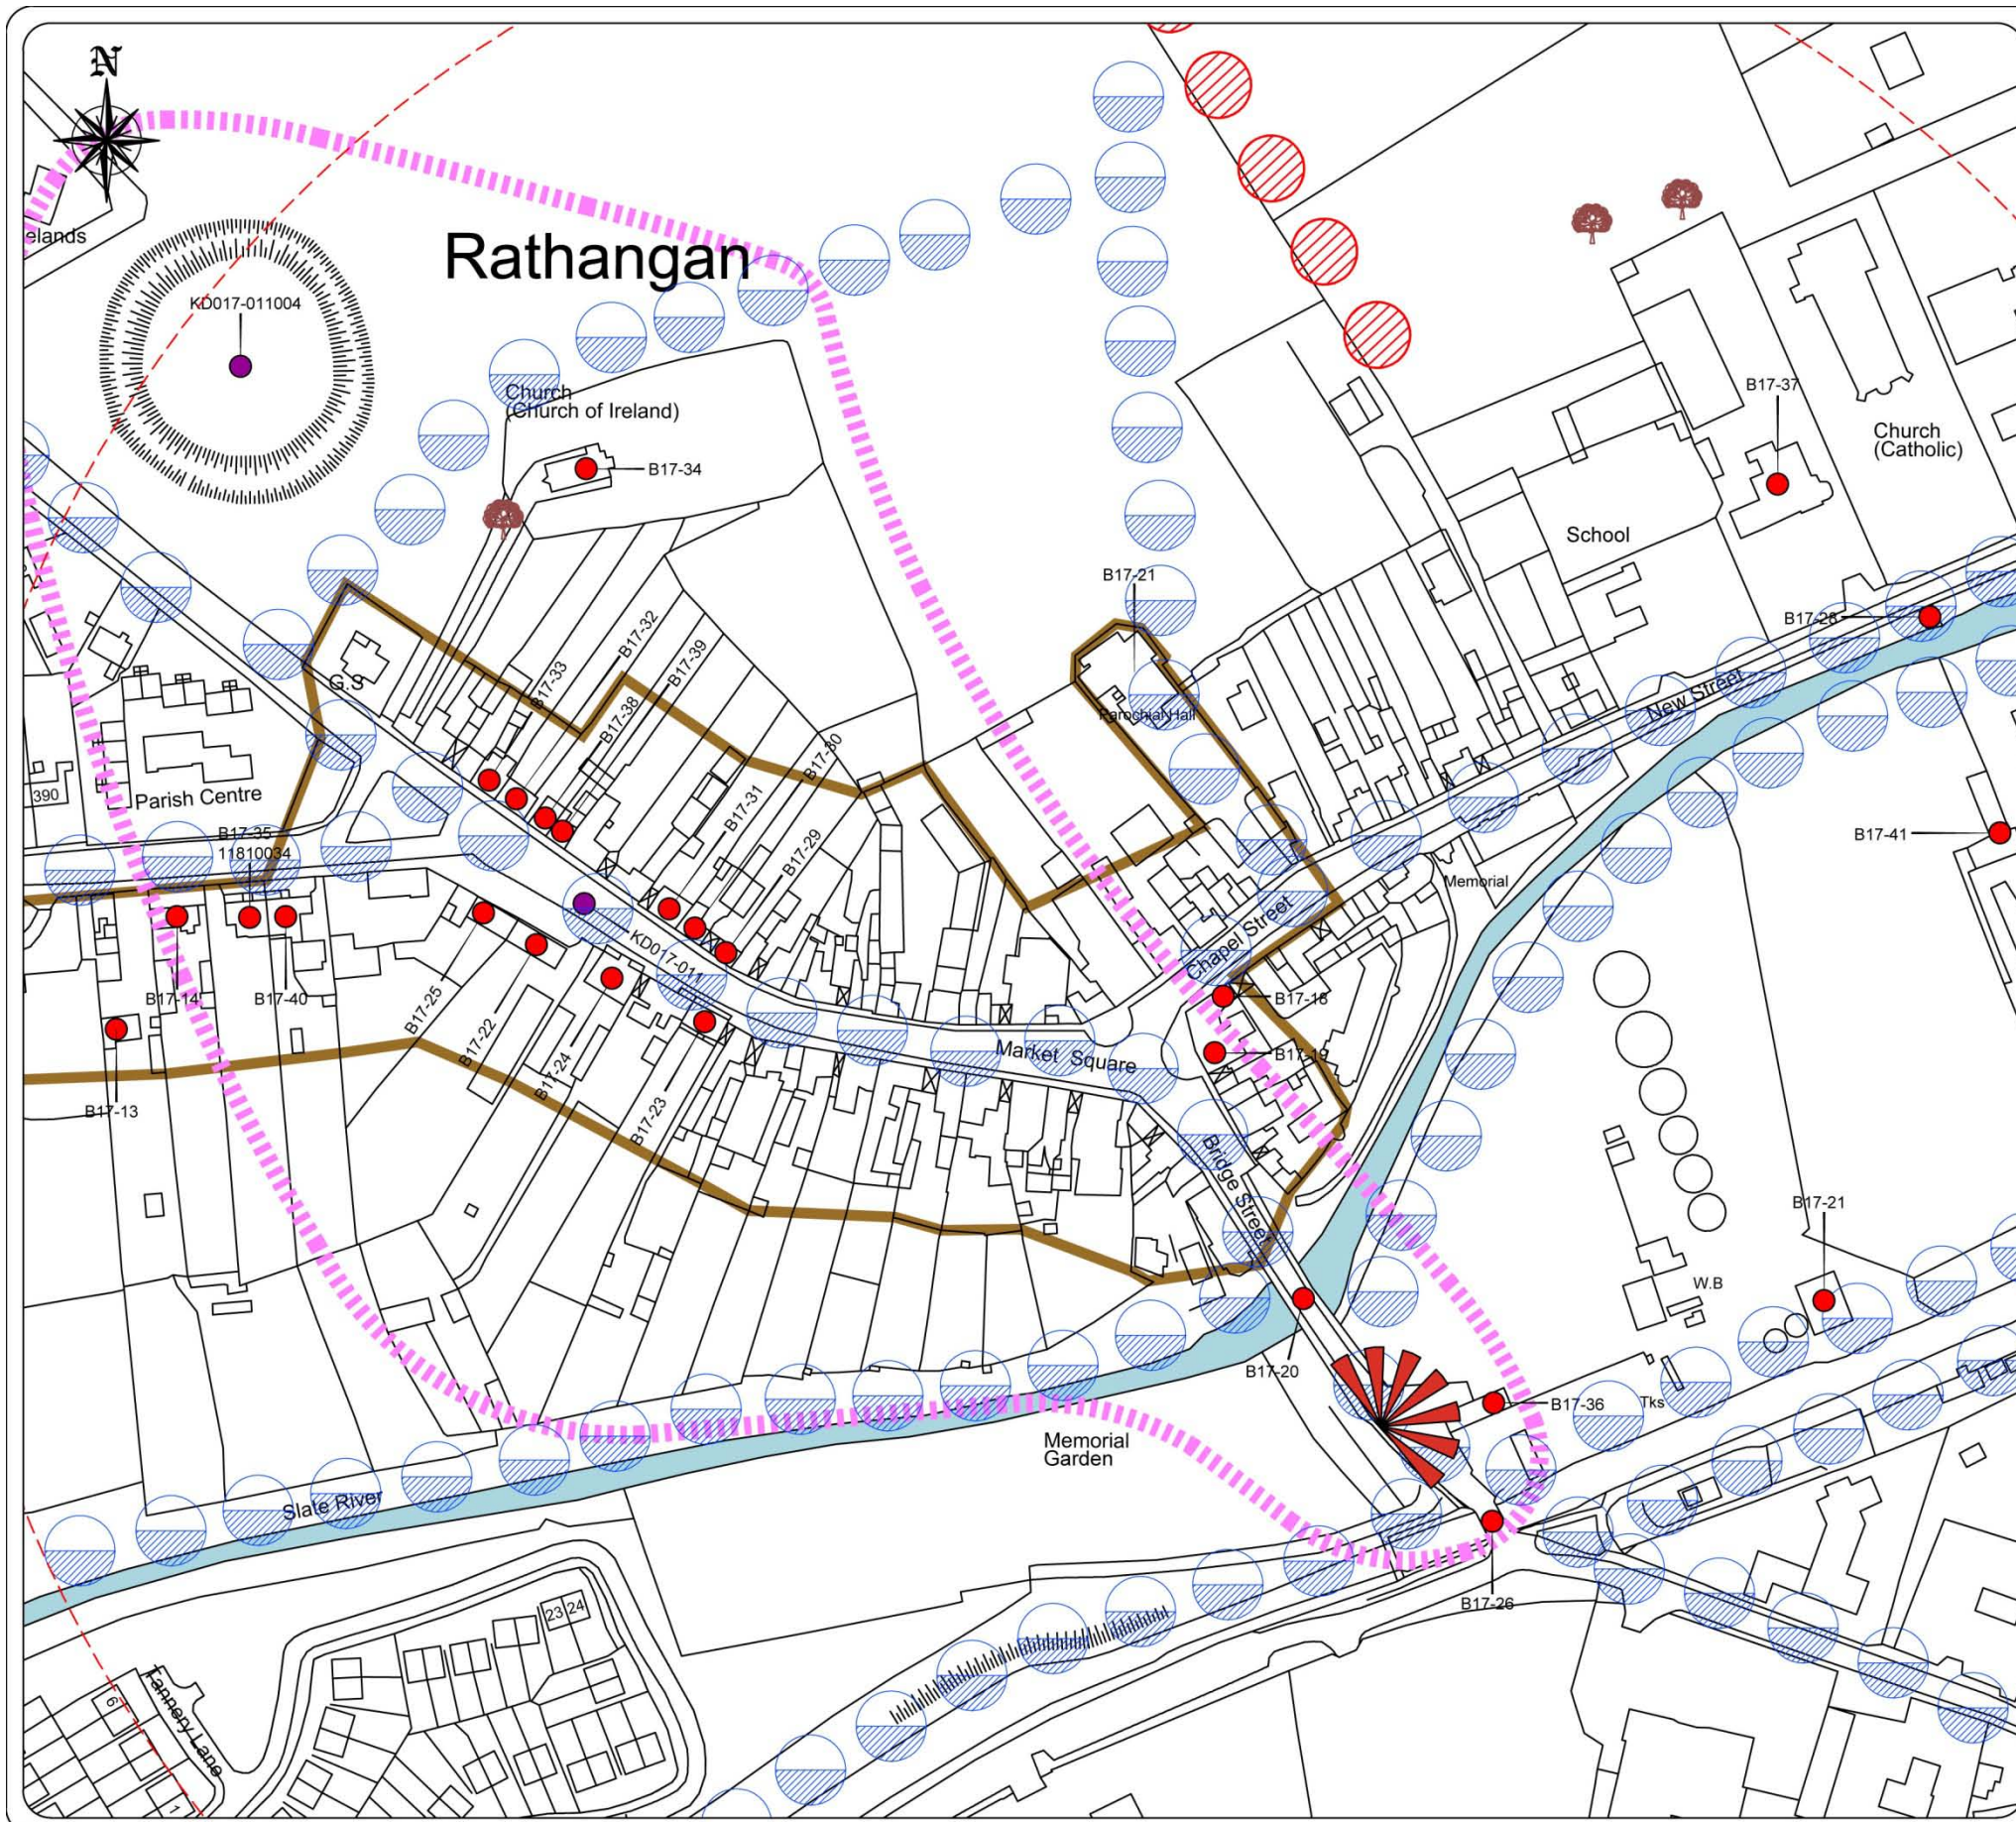 N
elands
Rathangan
KD017-011004
Church
(Church of Ireland)
B17-34
B17-37
Church
(Catholic)
School
B17-21
B17-28
New Street
B17-32
B17-39
B17-33
B17-38
G.S
Parochial Hall
B17-30
B17-31
B17-29
390
Parish Centre
B17-35
11810034
B17-41
Memorial
Chapel Street
KD017-011
B17-14
B17-40
B17-25
B17-22
B17-24
B17-23
B17-13
B17-18
B17-19
Market Square
Bridge Street
B17-21
W.B
B17-20
B17-36
Tks
Memorial
Garden
Slate River
B17-26
23
24
Tannery Lane
6
1